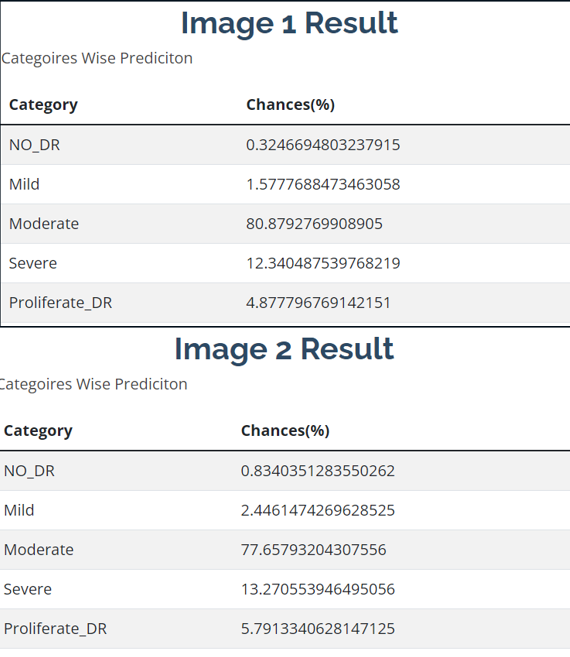 Image 1 Result
Categoires Wise Prediciton
Category Chances(%)
NO_DR 0.3246694803237915
Mild 1.5777688473463058
Moderate 80.8792769908905
Severe 12.340487539768219
Proliferate_DR 4.877796769142151
Image 2 Result
Categoires Wise Prediciton
Category Chances(%)
NO_DR 0.8340351283550262
Mild 2.4461474269628525
Moderate 77.65793204307556
Severe 13.270553946495056
Proliferate_DR 5.7913340628147125